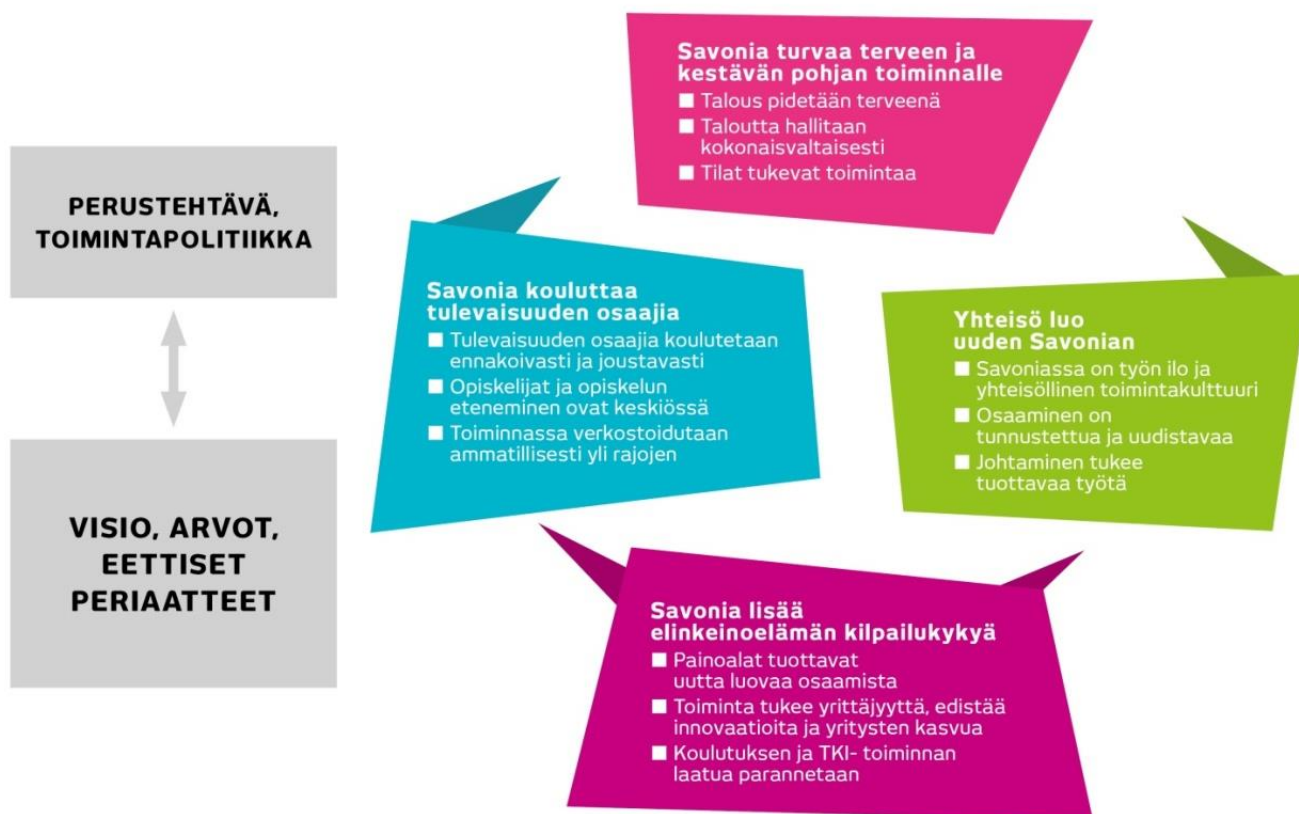 PERUSTEHTÄVÄ,
TOIMINTAPOLITIIKKA
VISIO, ARVOT,
EETTISET
PERIAATTEET
Savonia turvaa terveen ja
kestävän pohjan toiminnalle
Talous pidetään terveenä
Taloutta hallitaan
kokonaisvaltaisesti
Tilat tukevat toimintaa
Savonia kouluttaa
tulevaisuuden osaajia
Tulevaisuuden osaajia koulutetaan
ennakoivasti ja joustavasti
Opiskelijat ja opiskelun
eteneminen ovat keskiössä
Toiminnassa verkostoidutaan
ammatillisesti yli rajojen
Yhteisö luo
uuden Savonian
Savoniassa on työn ilo ja
yhteisöllinen toimintakulttuuri
Osaaminen on
tunnustettua ja uudistavaa
Johtaminen tukee
tuottavaa työtä
Savonia lisää
elinkeinoelämän kilpailukykyä
Painoalat tuottavat
uutta luovaa osaamista
Toiminta tukee yrittäjyyttä, edistää
innovaatioita ja yritysten kasvua
Koulutuksen ja TKI- toiminnan
laatua parannetaan